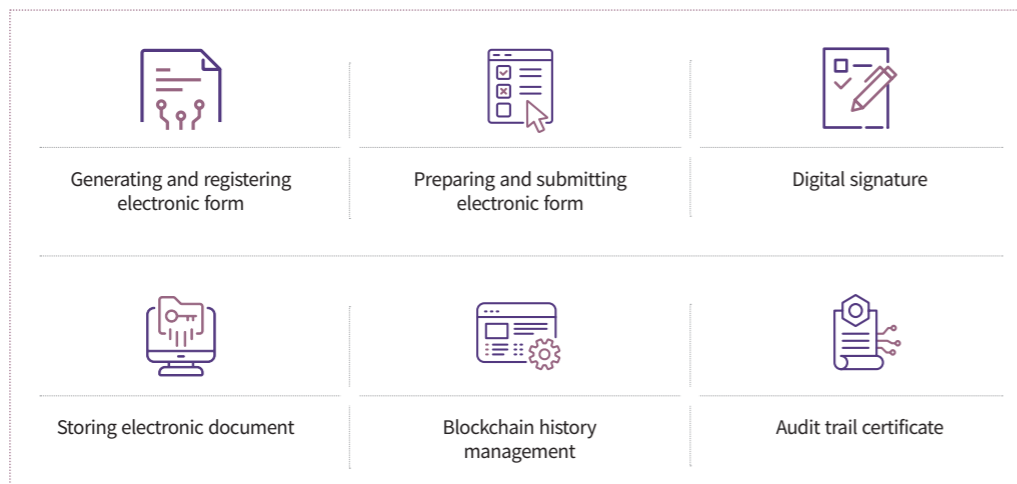 Generating and registering
electronic form
Preparing and submitting
electronic form
Digital signature
Storing electronic document
Blockchain history
management
Audit trail certificate